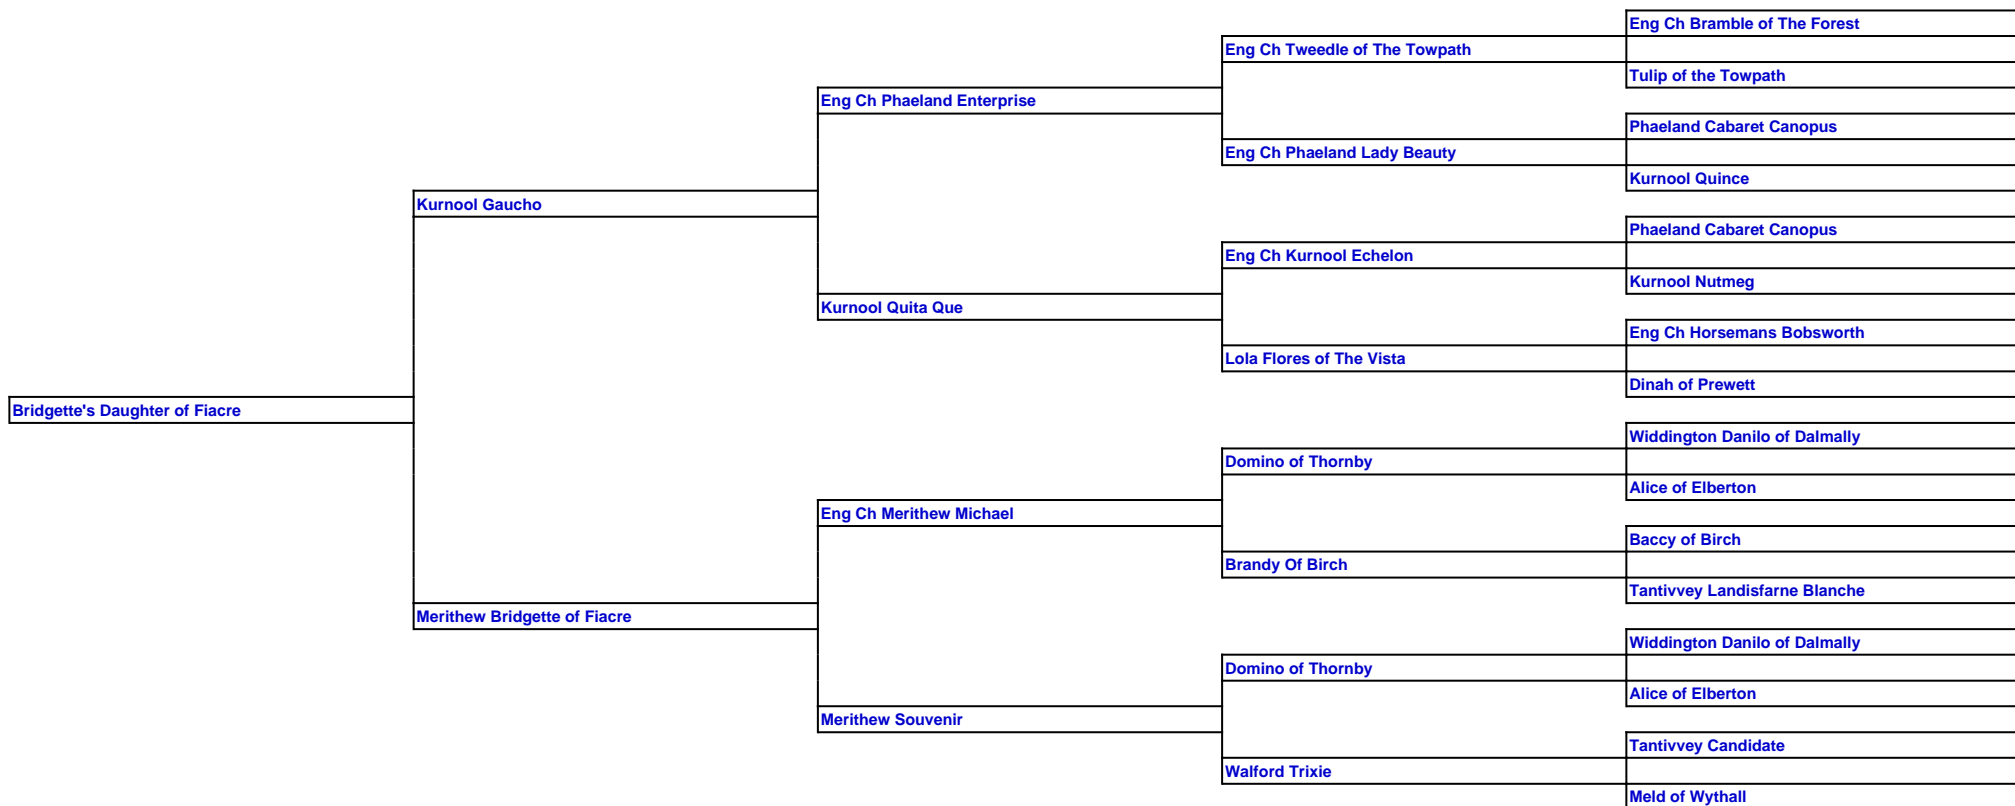 Eng Ch Bramble of The Forest
Eng Ch Tweedle of The Towpath
Tulip of the Towpath
Eng Ch Phaeland Enterprise
Phaeland Cabaret Canopus
Eng Ch Phaeland Lady Beauty
Kurnool Quince
Kurnool Gaucho
Phaeland Cabaret Canopus
Eng Ch Kurnool Echelon
Kurnool Nutmeg
Kurnool Quita Que
Eng Ch Horsemans Bobsworth
Lola Flores of The Vista
Dinah of Prewett
Bridgette's Daughter of Fiacre
Widdington Danilo of Dalmally
Domino of Thornby
Alice of Elberton
Eng Ch Merithew Michael
Baccy of Birch
Brandy Of Birch
Tantivvey Landisfarne Blanche
Merithew Bridgette of Fiacre
Widdington Danilo of Dalmally
Domino of Thornby
Alice of Elberton
Merithew Souvenir
Tantivvey Candidate
Walford Trixie
Meld of Wythall